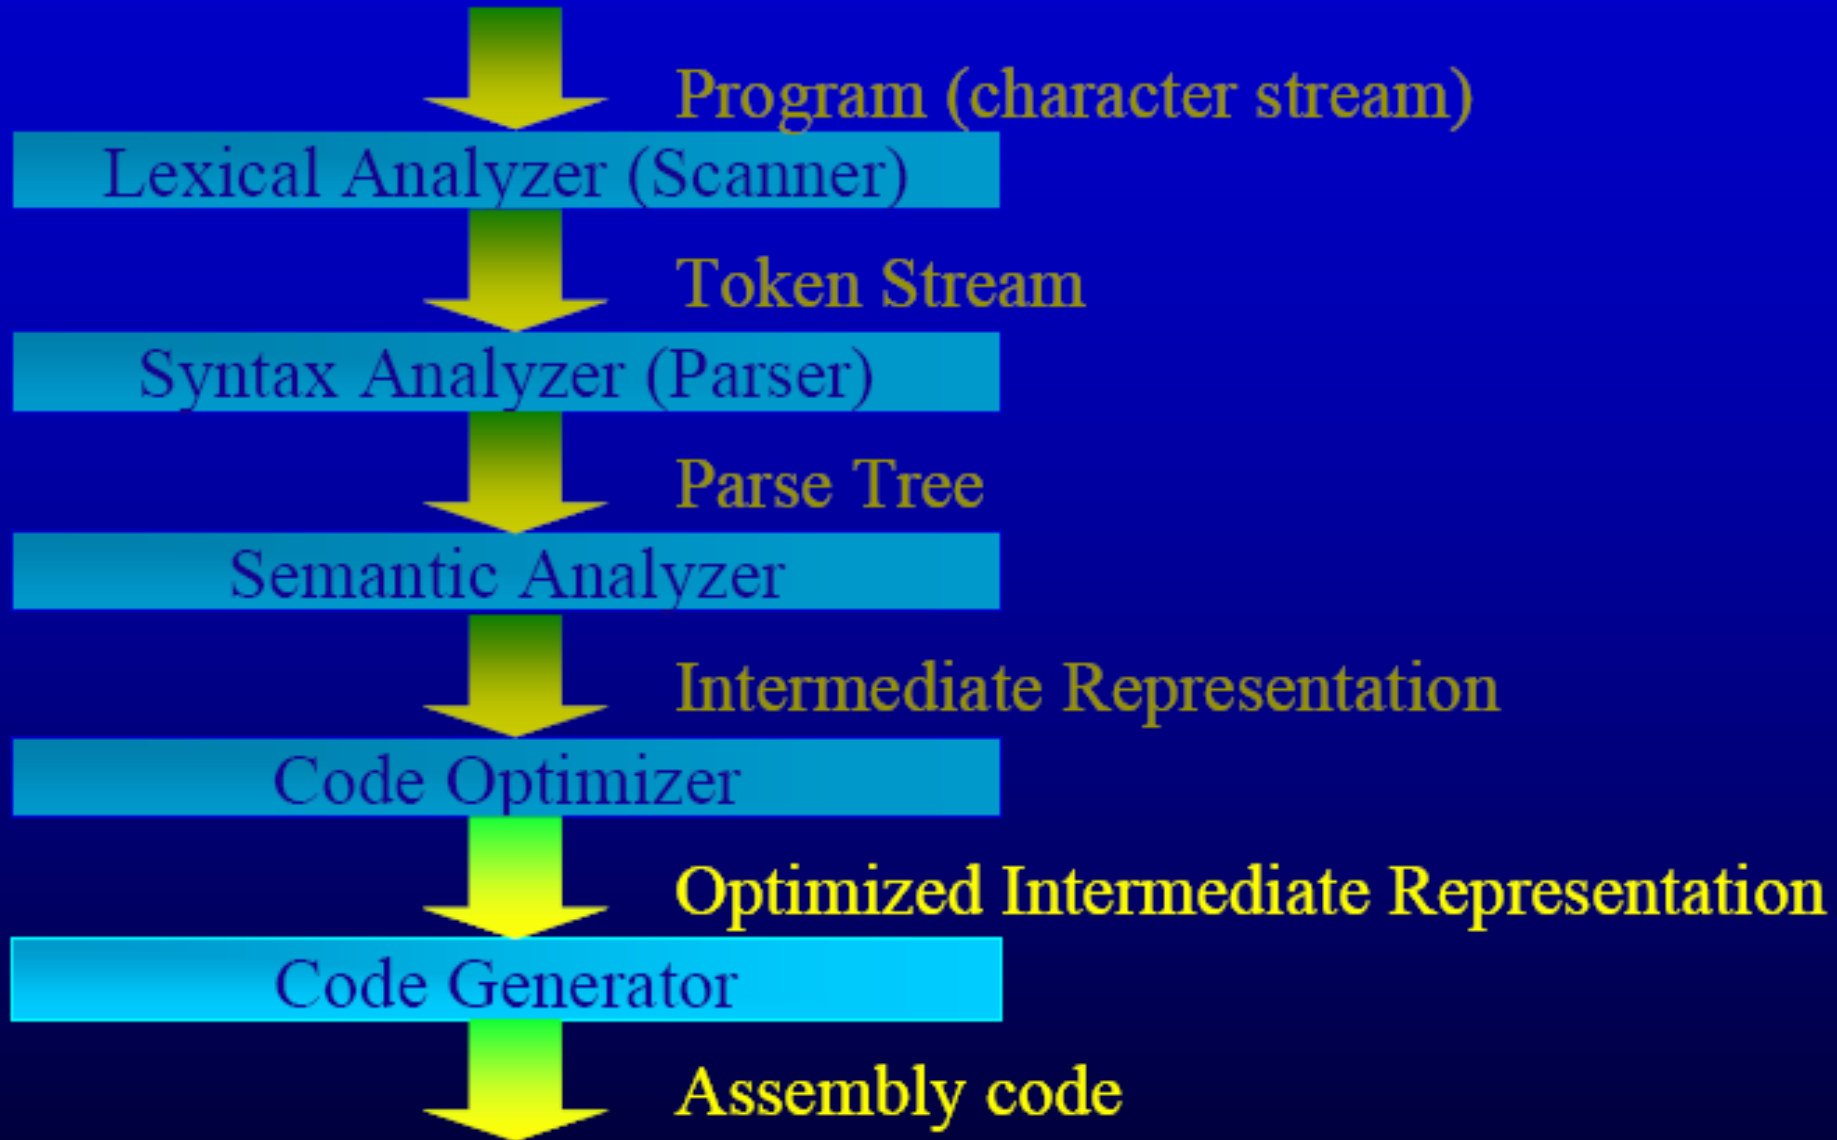 Program (character stream)
Lexical Analyzer (Scanner)
Token Stream
Syntax Analyzer (Parser)
Parse Tree
Semantic Analyzer
Intermediate Representation
Code Optimizer
Optimized Intermediate Representation
Code Generator
Assembly code